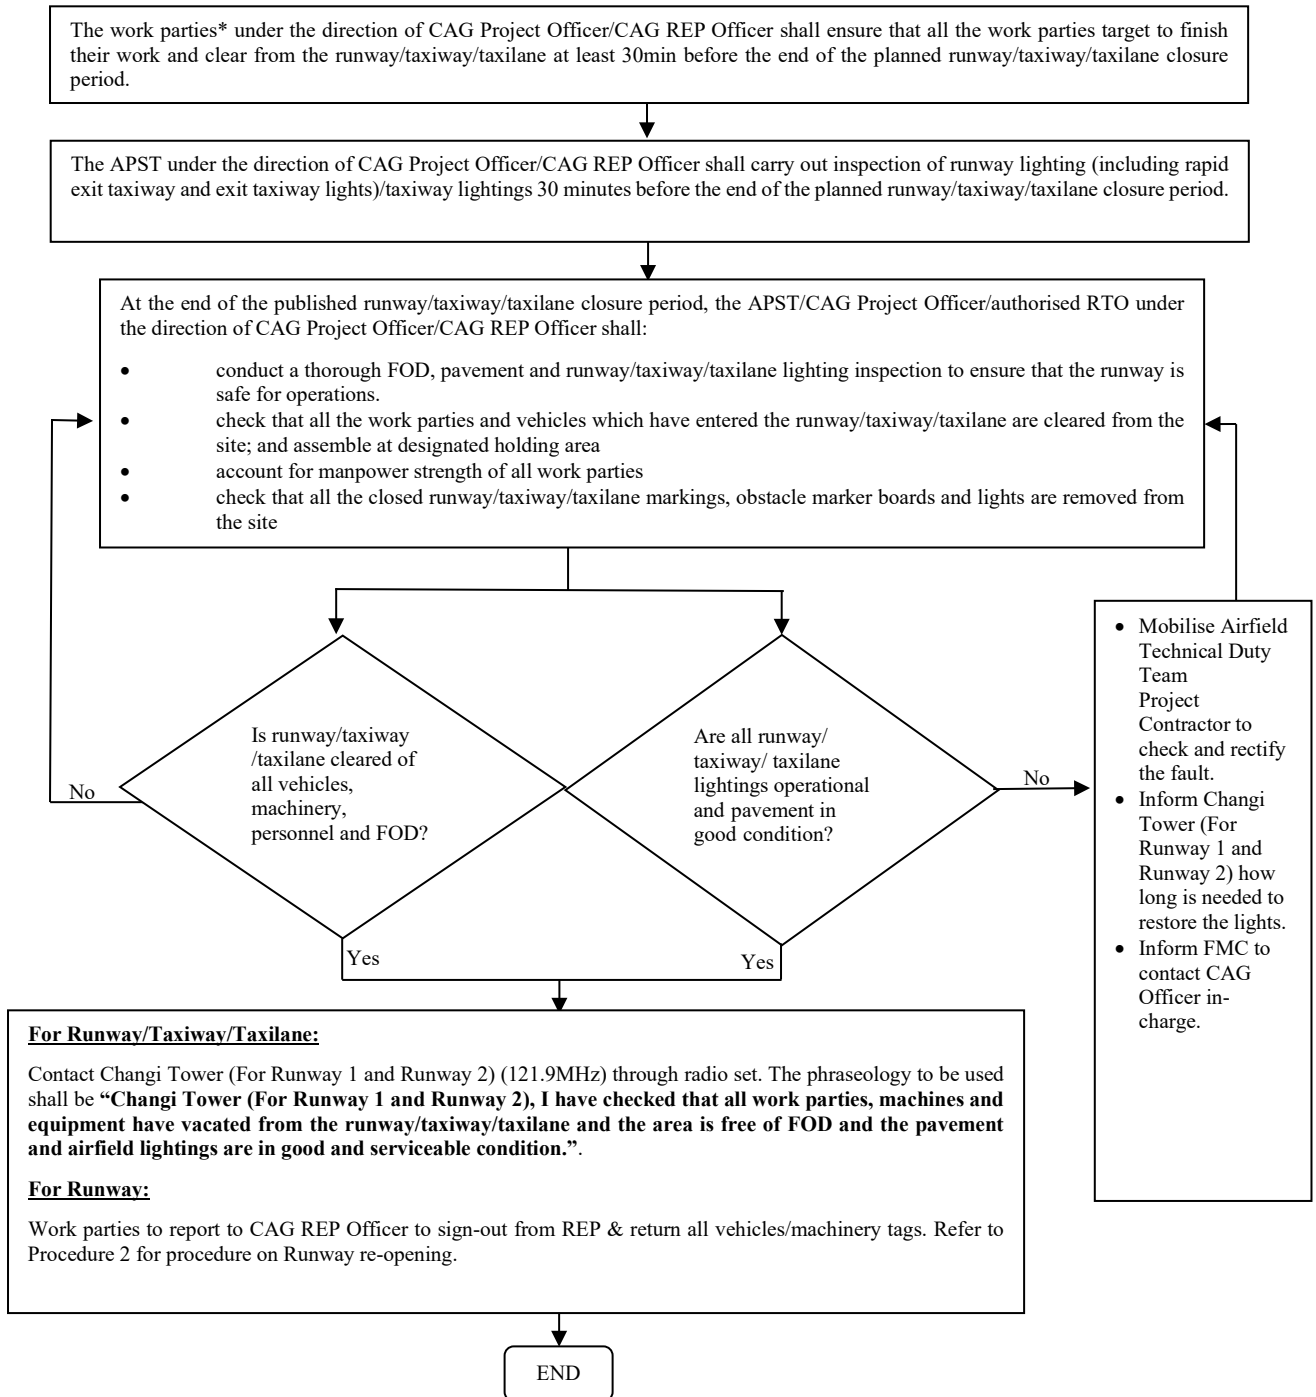 The work parties* under the direction of CAG Project Officer/CAG REP Officer shall ensure that all the work parties target to finish
their work and clear from the runway/taxiway/taxilane at least 30min before the end of the planned runway/taxiway/taxilane closure
period.
The APST under the direction of CAG Project Officer/CAG REP Officer shall carry out inspection of runway lighting (including rapid
exit taxiway and exit taxiway lights)/taxiway lightings 30 minutes before the end of the planned runway/taxiway/taxilane closure period.
At the end of the published runway/taxiway/taxilane closure period, the APST/CAG Project Officer/authorised RTO under
the direction of CAG Project Officer/CAG REP Officer shall:
• conduct a thorough FOD, pavement and runway/taxiway/taxilane lighting inspection to ensure that the runway is
safe for operations.
• check that all the work parties and vehicles which have entered the runway/taxiway/taxilane are cleared from the
site; and assemble at designated holding area
• account for manpower strength of all work parties
• check that all the closed runway/taxiway/taxilane markings, obstacle marker boards and lights are removed from
the site
Is runway/taxiway
/taxilane cleared of
all vehicles,
machinery,
personnel and FOD?
No
Yes
Are all runway/
taxiway/ taxilane
lightings operational
and pavement in
good condition?
No
Yes
• Mobilise Airfield
Technical Duty
Team
Project
Contractor to
check and rectify
the fault.
• Inform Changi
Tower (For
Runway 1 and
Runway 2) how
long is needed to
restore the lights.
• Inform FMC to
contact CAG
Officer in-
charge.
For Runway/Taxiway/Taxilane:
Contact Changi Tower (For Runway 1 and Runway 2) (121.9MHz) through radio set. The phraseology to be used
shall be “Changi Tower (For Runway 1 and Runway 2), I have checked that all work parties, machines and
equipment have vacated from the runway/taxiway/taxilane and the area is free of FOD and the pavement
and airfield lightings are in good and serviceable condition.”.
For Runway:
Work parties to report to CAG REP Officer to sign-out from REP & return all vehicles/machinery tags. Refer to
Procedure 2 for procedure on Runway re-opening.
END